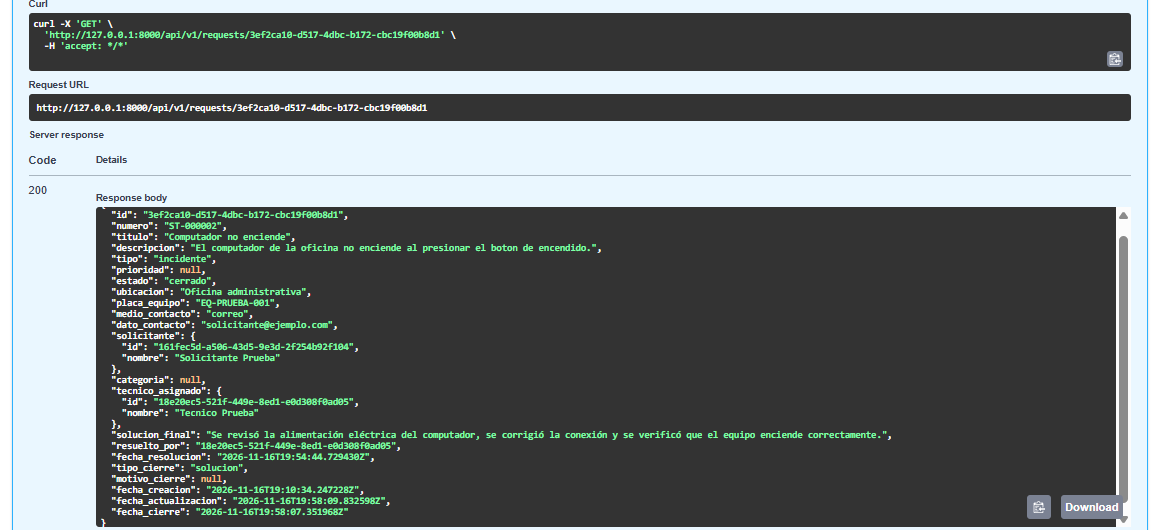 Curl
curl -X 'GET' \
'http://127.0.0.1:8000/api/v1/requests/3ef2ca10-d517-4dbc-b172-cbc19f00b8d1' \
-H 'accept: */*'
Request URL
http://127.0.0.1:8000/api/v1/requests/3ef2ca10-d517-4dbc-b172-cbc19f00b8d1
Server response
Code Details
200
Response body
{
"id": "3ef2ca10-d517-4dbc-b172-cbc19f00b8d1",
"numero": "ST-000002",
"titulo": "Computador no enciende",
"descripcion": "El computador de la oficina no enciende al presionar el boton de encendido.",
"tipo": "incidente",
"prioridad": null,
"estado": "cerrado",
"ubicacion": "Oficina administrativa",
"placa_equipo": "EQ-PRUEBA-001",
"medio_contacto": "correo",
"dato_contacto": "solicitante@ejemplo.com",
"solicitante": {
"id": "161fec5d-a506-43d5-9e3d-2f254b92f104",
"nombre": "Solicitante Prueba"
},
"categoria": null,
"tecnico_asignado": {
"id": "18e20ec5-521f-449e-8ed1-e0d308f0ad05",
"nombre": "Tecnico Prueba"
},
"solucion_final": "Se revisó la alimentación eléctrica del computador, se corrigió la conexión y se verificó que el equipo enciende correctamente.",
"resuelto_por": "18e20ec5-521f-449e-8ed1-e0d308f0ad05",
"fecha_resolucion": "2026-11-16T19:54:44.729430Z",
"tipo_cierre": "solucion",
"motivo_cierre": null,
"fecha_creacion": "2026-11-16T19:10:34.247228Z",
"fecha_actualizacion": "2026-11-16T19:58:09.832598Z",
"fecha_cierre": "2026-11-16T19:58:07.351968Z"
}
Download